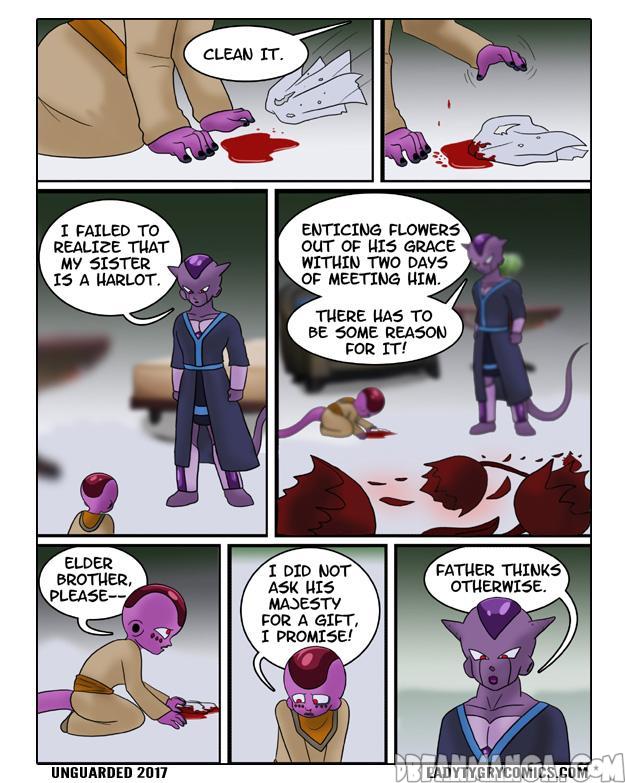 CLEAN IT.
I FAILED TO
REALIZE THAT
MY SISTER
IS A HARLOT.
ENTICING FLOWERS
OUT OF HIS GRACE
WITHIN TWO DAYS
OF MEETING HIM.
THERE HAS TO
BE SOME REASON
FOR IT!
ELDER
BROTHER,
PLEASE--
I DID NOT
ASK HIS
MAJESTY
FOR A GIFT,
I PROMISE!
FATHER THINKS
OTHERWISE.
UNGUARDED 2017
LADYTYGRYCOMICS.COM
DBFANMANGA.COM